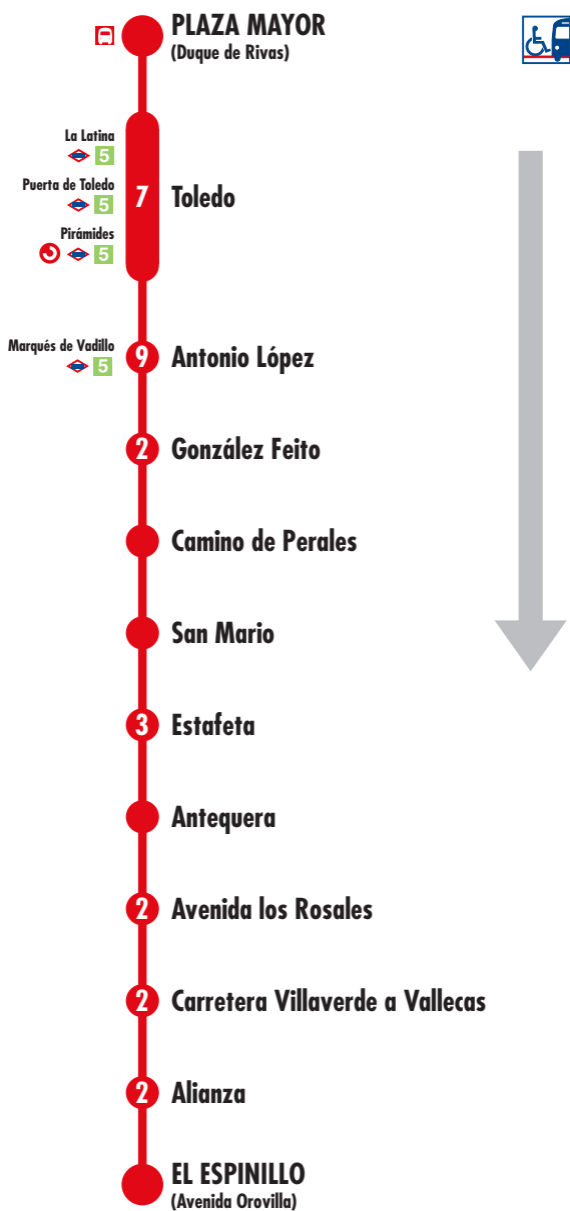 PLAZA MAYOR
(Duque de Rivas)
La Latina
5
Puerta de Toledo
5
7 Toledo
Pirámides
5
Marqués de Vadillo
5
9 Antonio López
2 González Feito
Camino de Perales
San Mario
3 Estafeta
Antequera
2 Avenida los Rosales
2 Carretera Villaverde a Vallecas
2 Alianza
EL ESPINILLO
(Avenida Orovilla)